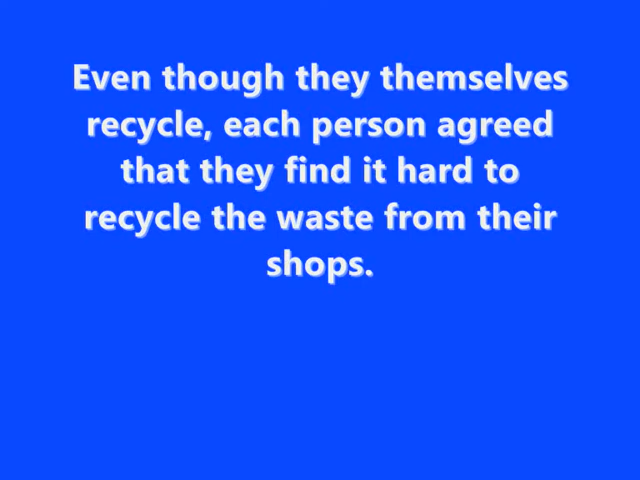 Even though they themselves
recycle, each person agreed
that they find it hard to
recycle the waste from their
shops.